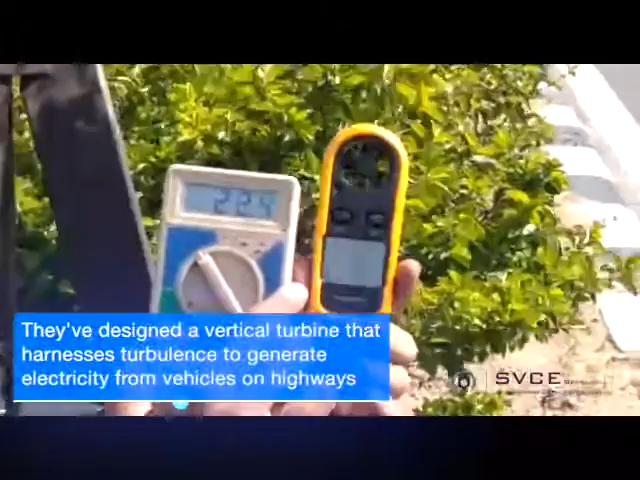 22.4
They've designed a vertical turbine that
harnesses turbulence to generate
electricity from vehicles on highways
SVCE